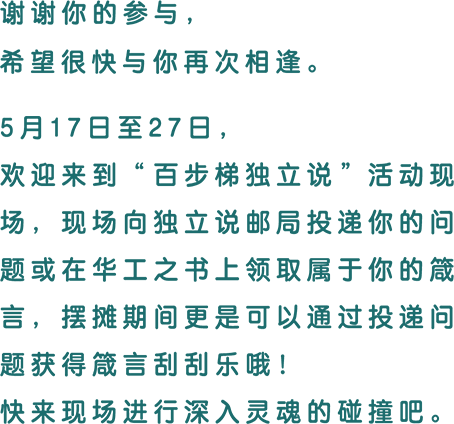 谢谢你的参与，
希望很快与你再次相逢。
5月17日至27日，
欢迎来到“百步梯独立说”活动现
场，现场向独立说邮局投递你的问
题或在华工之书上领取属于你的箴
言，摆摊期间更是可以通过投递问
题获得箴言刮刮乐哦！
快来现场进行深入灵魂的碰撞吧。